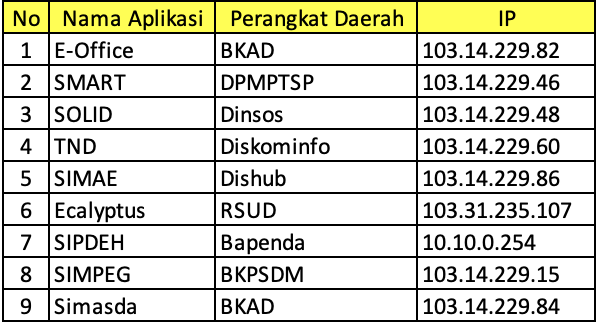 No Nama Aplikasi Perangkat Daerah IP
1 E-Office BKAD 103.14.229.82
2 SMART DPMPTSP 103.14.229.46
3 SOLID Dinsos 103.14.229.48
4 TND Diskominfo 103.14.229.60
5 SIMAE Dishub 103.14.229.86
6 Ecalyptus RSUD 103.31.235.107
7 SIPDEH Bapenda 10.10.0.254
8 SIMPEG BKPSDM 103.14.229.15
9 Simasda BKAD 103.14.229.84